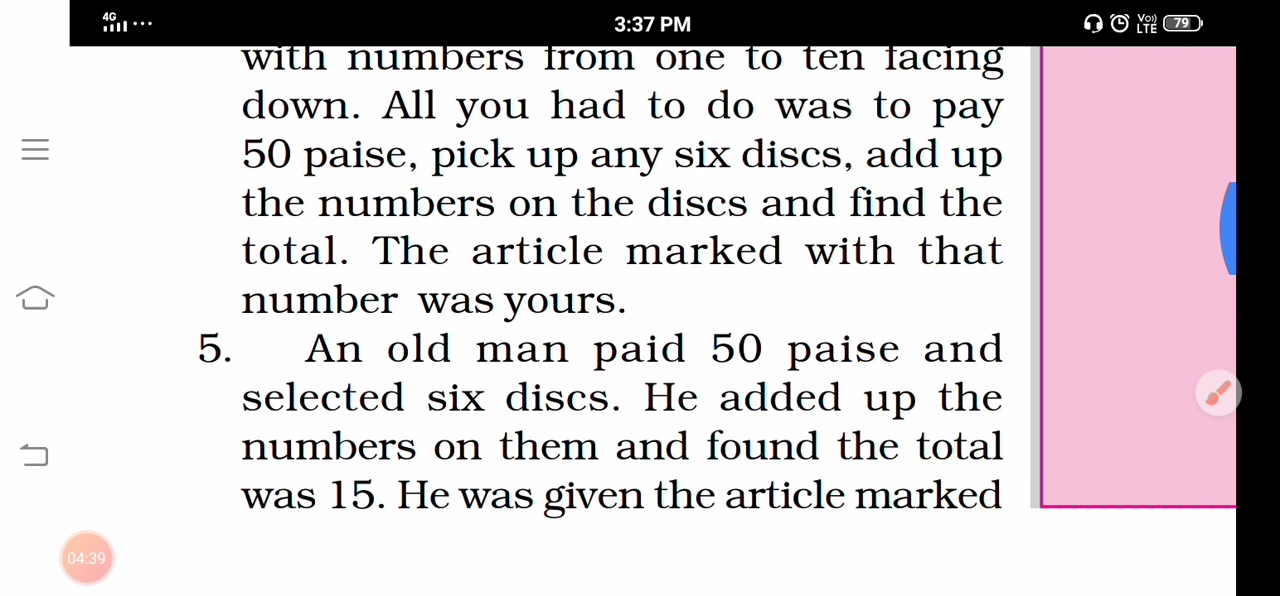 4G 3:37 PM Vo)) LTE 79
with numbers from one to ten facing
down. All you had to do was to pay
50 paise, pick up any six discs, add up
the numbers on the discs and find the
total. The article marked with that
number was yours.
5. An old man paid 50 paise and
selected six discs. He added up the
numbers on them and found the total
was 15. He was given the article marked
04:39